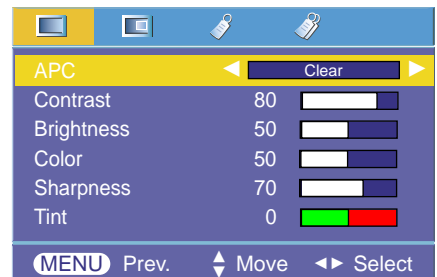 APC Clear
Contrast 80
Brightness 50
Color 50
Sharpness 70
Tint 0
MENU Prev. Move Select